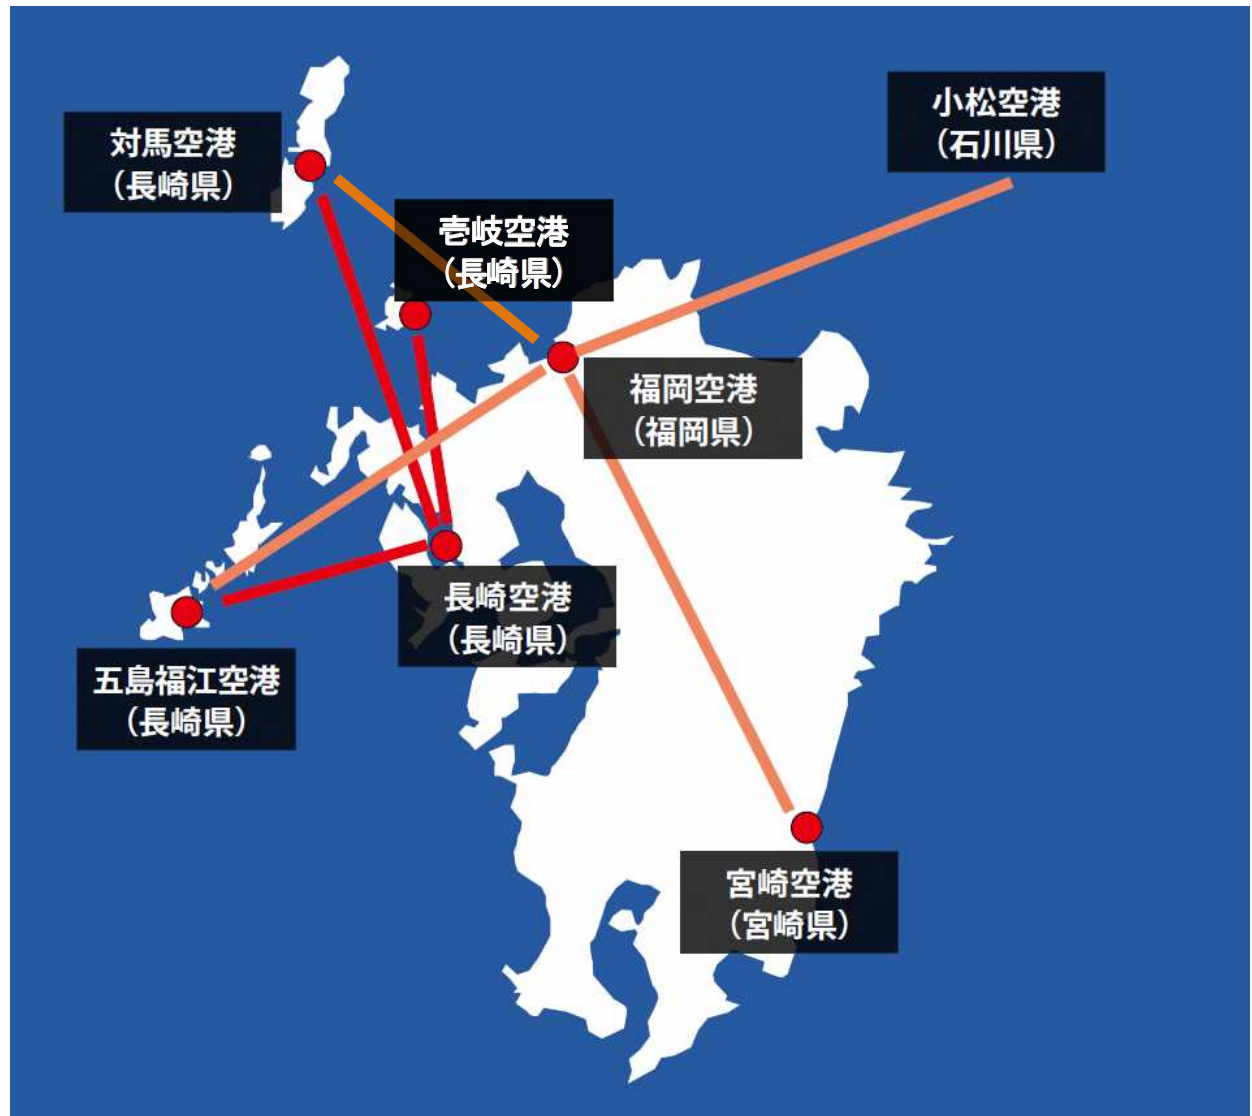 小松空港
（石川県）
対馬空港
（長崎県）
壱岐空港
（長崎県）
福岡空港
（福岡県）
長崎空港
（長崎県）
五島福江空港
（長崎県）
宮崎空港
（宮崎県）